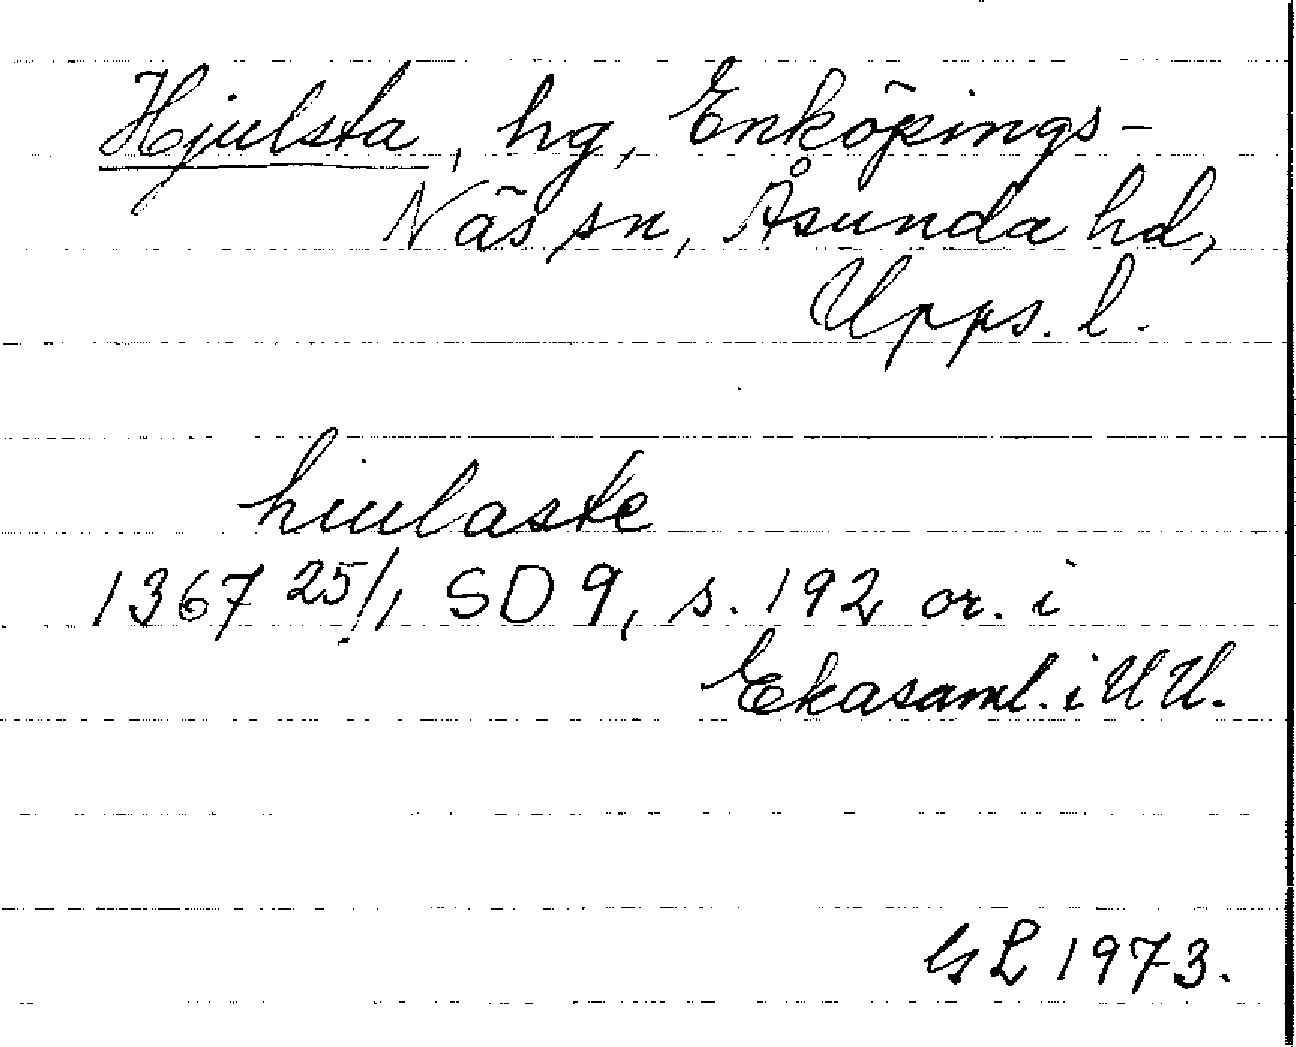 Hjulsta, hg, Enköpings-
Näs sn, Åsunda hd,
Upps. l.
hiulaste
1367 25/1 SD 9, s. 192 or. i
Ekasaml. i UU.
GL 1973.